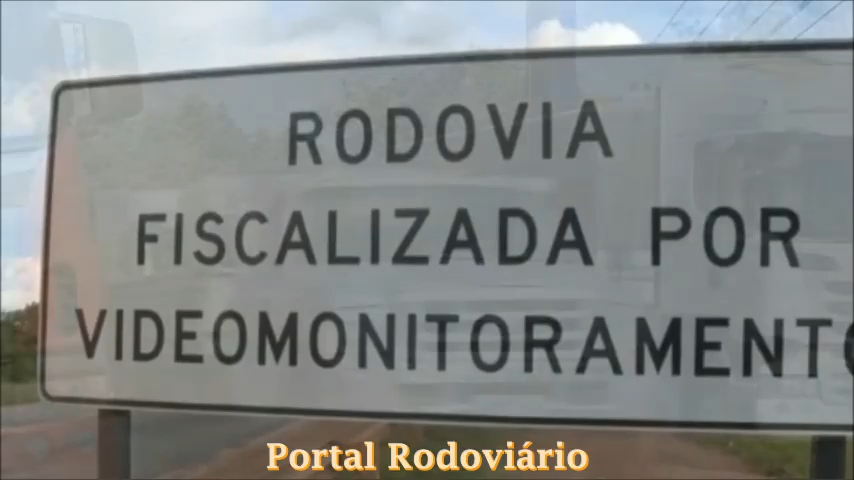 RODOVIA
FISCALIZADA POR
VIDEOMONITORAMENTO
Portal Rodoviário